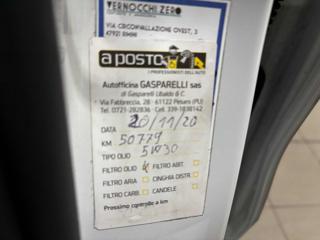 VERNOCCHI ZERO
VIA CIRCONVALLAZIONE OVEST, 3
47921 RIMINI
a posto
I PROFESSIONISTI DELL'AUTO
Autofficina GASPARELLI sas
di Gasparelli Libaldo & C.
Via Fabbreccia, 28 - 61122 Pesaro (PU)
Tel. 0721-282836 - Cell. 339-1838142
DATA 20/11/20
KM 50779
TIPO OLIO 5W30
FILTRO OLIO FILTRO ABIT.
FILTRO ARIA CINGHIA DISTR.
FILTRO CARB. CANDELE
Prossimo controllo a km